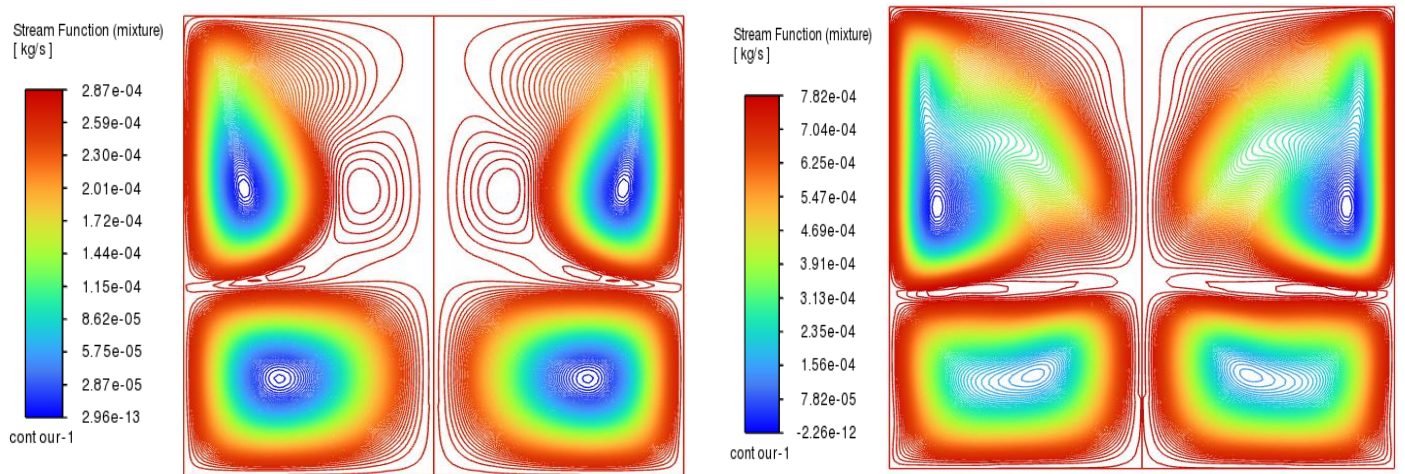 Stream Function (mixture)
[ kg/s ]
2.87e-04
2.59e-04
2.30e-04
2.01e-04
1.72e-04
1.44e-04
1.15e-04
8.62e-05
5.75e-05
2.87e-05
2.96e-13
contour-1
Stream Function (mixture)
[ kg/s ]
7.82e-04
7.04e-04
6.25e-04
5.47e-04
4.69e-04
3.91e-04
3.13e-04
2.35e-04
1.56e-04
7.82e-05
-2.26e-12
contour-1